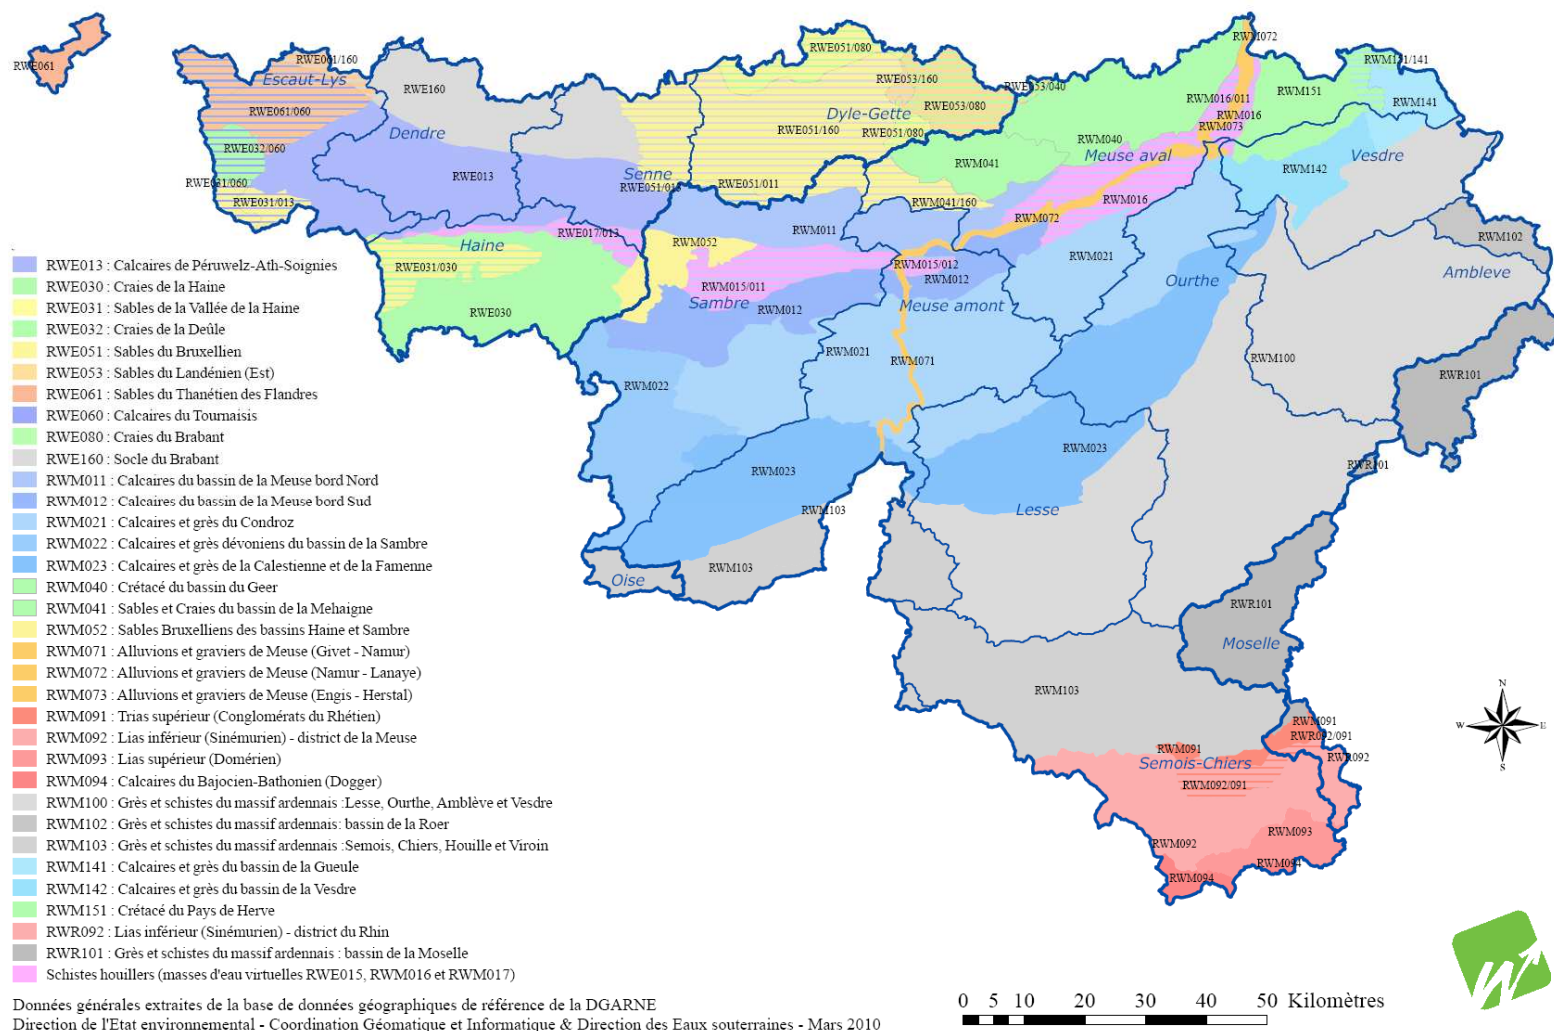 RWM072
RWE061
RWE061/160
Escaut-Lys
RWE160
RWE051/080
RWE053/160
RWE053/040
RWM151/141
RWE061/060
RWE053/080
RWM016/011
RWM151
RWM141
Dendre
Dyle-Gette
RWM016
RWE051/160
RWE051/080
RWM073
RWE032/060
RWM040
Meuse aval
Vesdre
RWM041
RWM142
RWE031/060
RWE013
Senne
RWE051/013
RWE051/011
RWE031/013
RWM041/160
RWM016
RWM072
RWE017/013
RWM011
Haine
RWM052
RWM102
RWE031/030
RWM015/012
RWM021
Ambleve
RWM015/011
RWM012
Ourthe
Sambre
Meuse amont
RWE030
RWM012
RWM021
RWM071
RWM100
RWM022
RWR101
RWM023
RWM023
RWR101
RWM103
Lesse
RWM103
Oise
RWR101
Moselle
RWM103
RWM091
RWR092/091
RWM091
RWR092
Semois-Chiers
RWM092/091
RWM093
RWM092
RWM094
RWM094
RWE013 : Calcaires de Péruwelz-Ath-Soignies
RWE030 : Craies de la Haine
RWE031 : Sables de la Vallée de la Haine
RWE032 : Craies de la Deûle
RWE051 : Sables du Bruxellien
RWE053 : Sables du Landénien (Est)
RWE061 : Sables du Thanétien des Flandres
RWE060 : Calcaires du Tournaisis
RWE080 : Craies du Brabant
RWE160 : Socle du Brabant
RWM011 : Calcaires du bassin de la Meuse bord Nord
RWM012 : Calcaires du bassin de la Meuse bord Sud
RWM021 : Calcaires et grès du Condroz
RWM022 : Calcaires et grès dévoniens du bassin de la Sambre
RWM023 : Calcaires et grès de la Calestienne et de la Famenne
RWM040 : Crétacé du bassin du Geer
RWM041 : Sables et Craies du bassin de la Mehaigne
RWM052 : Sables Bruxelliens des bassins Haine et Sambre
RWM071 : Alluvions et graviers de Meuse (Givet - Namur)
RWM072 : Alluvions et graviers de Meuse (Namur - Lanaye)
RWM073 : Alluvions et graviers de Meuse (Engis - Herstal)
RWM091 : Trias supérieur (Conglomérats du Rhétien)
RWM092 : Lias inférieur (Sinémurien) - district de la Meuse
RWM093 : Lias supérieur (Domérien)
RWM094 : Calcaires du Bajocien-Bathonien (Dogger)
RWM100 : Grès et schistes du massif ardennais :Lesse, Ourthe, Amblève et Vesdre
RWM102 : Grès et schistes du massif ardennais: bassin de la Roer
RWM103 : Grès et schistes du massif ardennais :Semois, Chiers, Houille et Viroin
RWM141 : Calcaires et grès du bassin de la Gueule
RWM142 : Calcaires et grès du bassin de la Vesdre
RWM151 : Crétacé du Pays de Herve
RWR092 : Lias inférieur (Sinémurien) - district du Rhin
RWR101 : Grès et schistes du massif ardennais : bassin de la Moselle
Schistes houillers (masses d'eau virtuelles RWE015, RWM016 et RWM017)
N
W E
S
0 5 10 20 30 40 50 Kilomètres
Données générales extraites de la base de données géographiques de référence de la DGARNE
Direction de l'Etat environnemental - Coordination Géomatique et Informatique & Direction des Eaux souterraines - Mars 2010